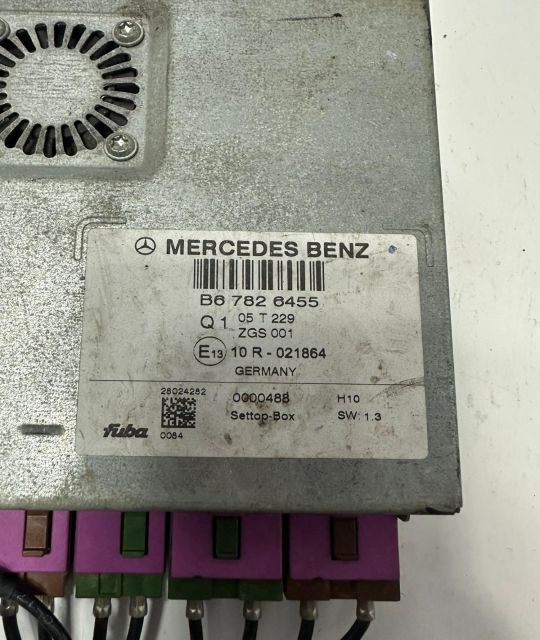 MERCEDES BENZ
B6 782 6455
Q1 05 T 229
ZGS 001
E13 10 R - 021864
GERMANY
28024282
0000488 H10
Settop-Box SW: 1.3
fuba 0084